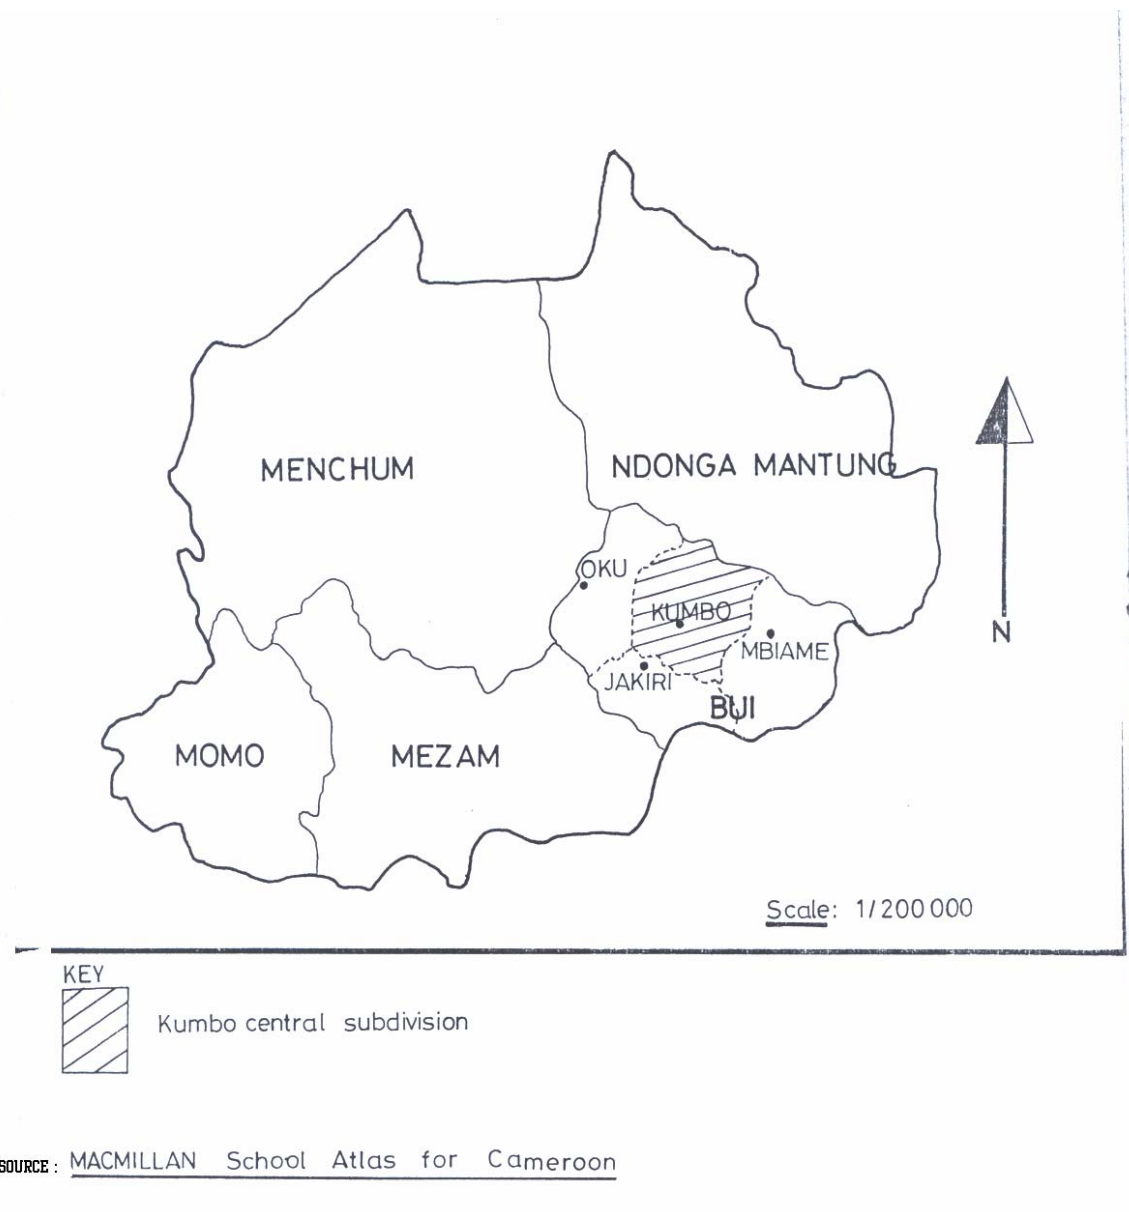 MENCHUM
NDONGA MANTUNG
OKU
KUMBO
N
MBIAME
JAKIRI
BUI
MOMO
MEZAM
Scale: 1/200 000
KEY
Kumbo central subdivision
SOURCE : MACMILLAN School Atlas for Cameroon